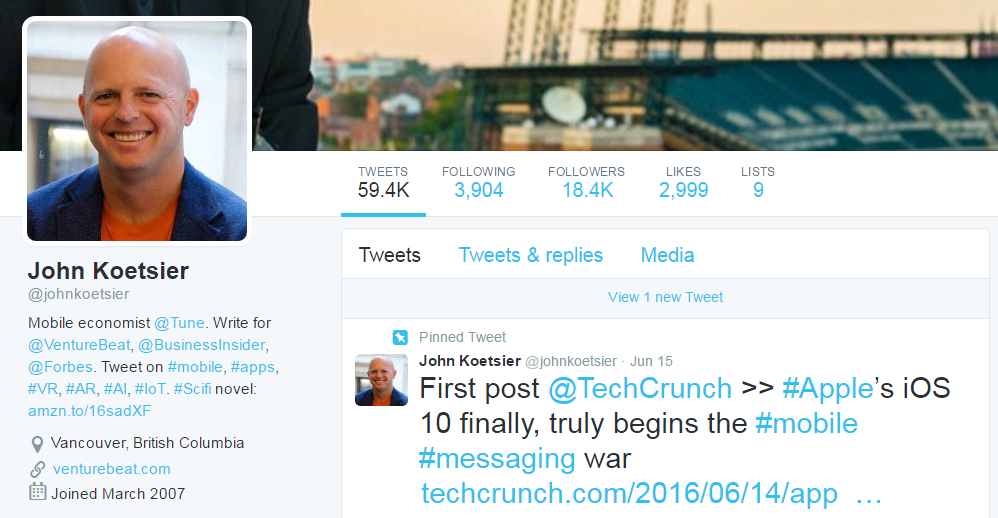 TWEETS FOLLOWING FOLLOWERS LIKES LISTS
59.4K 3,904 18.4K 2,999 9
John Koetsier
@johnkoetsier
Mobile economist @Tune. Write for
@VentureBeat, @BusinessInsider,
@Forbes. Tweet on #mobile, #apps,
#VR, #AR, #AI, #IoT. #Scifi novel:
amzn.to/16sadXF
Vancouver, British Columbia
venturebeat.com
Joined March 2007
Tweets Tweets & replies Media
View 1 new Tweet
Pinned Tweet
John Koetsier @johnkoetsier · Jun 15
First post @TechCrunch >> #Apple’s iOS
10 finally, truly begins the #mobile
#messaging war
techcrunch.com/2016/06/14/app …